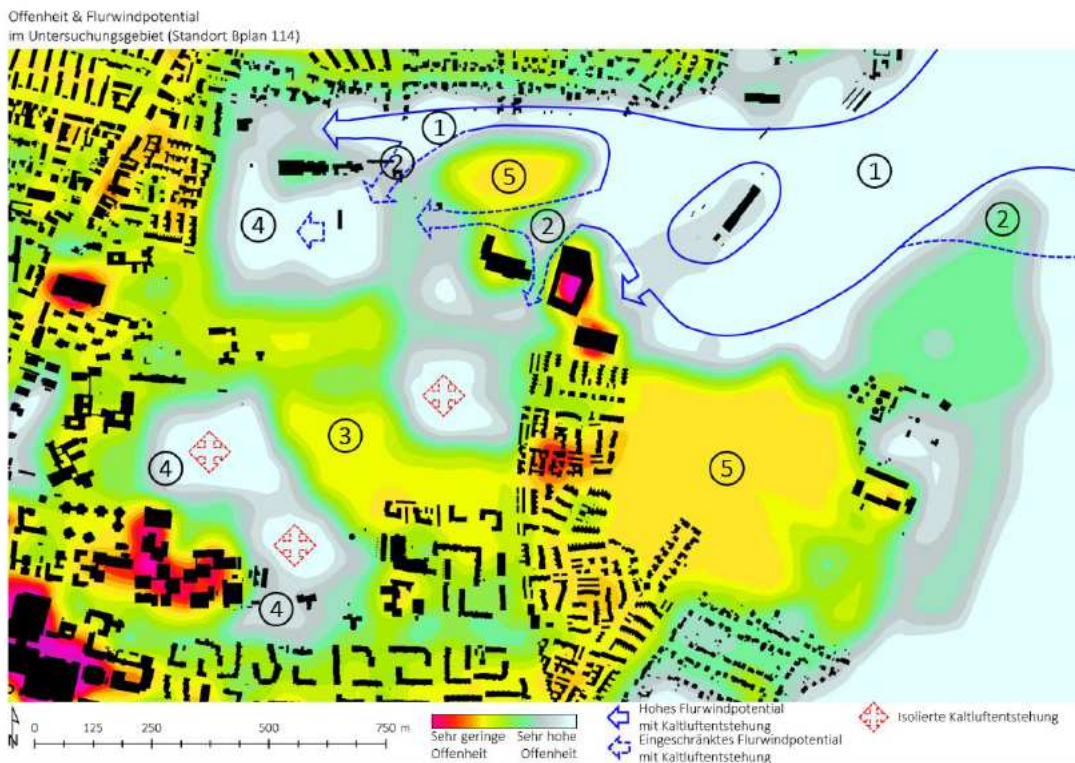 Offenheit & Flurwindpotential
im Untersuchungsgebiet (Standort Bplan 114)
1
2
5
1
4
2
2
3
4
5
4
N
0 125 250 500 750 m
Sehr geringe Offenheit
Sehr hohe Offenheit
Hohes Flurwindpotential
mit Kaltluftentstehung
Eingeschränktes Flurwindpotential
mit Kaltluftentstehung
Isolierte Kaltluftentstehung